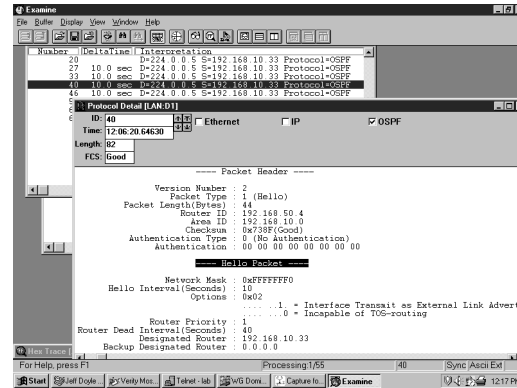 Examine
File Buffer Display View Window Help
Number DeltaTime Interpretation
20 D=224.0.0.5 S=192.168.10.33 Protocol=OSPF
27 10.0 sec D=224.0.0.5 S=192.168.10.33 Protocol=OSPF
33 10.0 sec D=224.0.0.5 S=192.168.10.33 Protocol=OSPF
40 10.0 sec D=224.0.0.5 S=192.168.10.33 Protocol=OSPF
46 10.0 sec D=224.0.0.5 S=192.168.10.33 Protocol=OSPF
Protocol Detail [LAN:D1]
ID: 40 Ethernet IP OSPF
Time: 12:06:20.64630
Length: 82
FCS: Good
---- Packet Header ----
Version Number : 2
Packet Type : 1 (Hello)
Packet Length(Bytes) : 44
Router ID : 192.168.50.4
Area ID : 192.168.10.0
Checksum : 0x738F(Good)
Authentication Type : 0 (No Authentication)
Authentication : 00 00 00 00 00 00 00 00
---- Hello Packet ----
Network Mask : 0xFFFFFFF0
Hello Interval(Seconds) : 10
Options : 0x02
.... ..1. = Interface Transmit as External Link Advert
.... ...0 = Incapable of TOS-routing
Router Priority : 1
Router Dead Interval(Seconds) : 40
Designated Router : 192.168.10.33
Backup Designated Router : 0.0.0.0
Hex Trace
For Help, press F1 Processing:1/55 40 Sync Ascii Ext
Start Jeff Doyle ... Verity Mos... Telnet - lab WG Domi... Capture fo... Examine 12:17 P